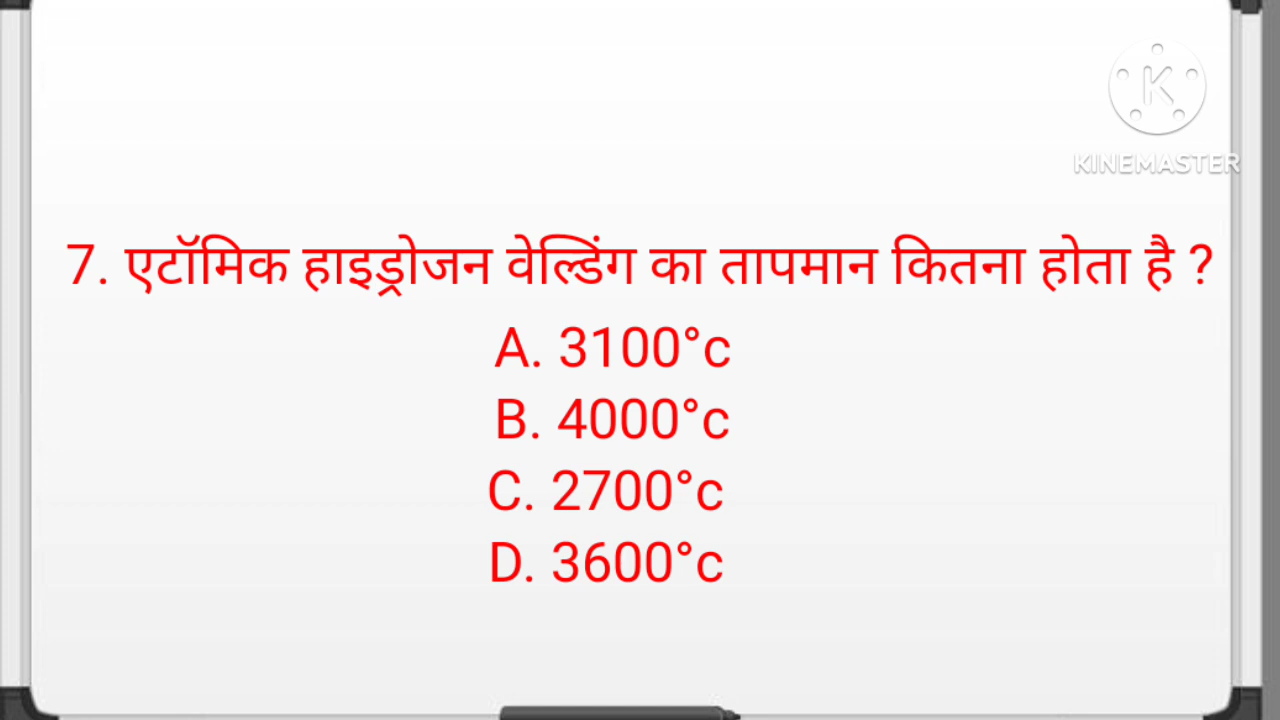 K
KINEMASTER
7. एटॉमिक हाइड्रोजन वेल्डिंग का तापमान कितना होता है ?
A. 3100°c
B. 4000°c
C. 2700°c
D. 3600°c